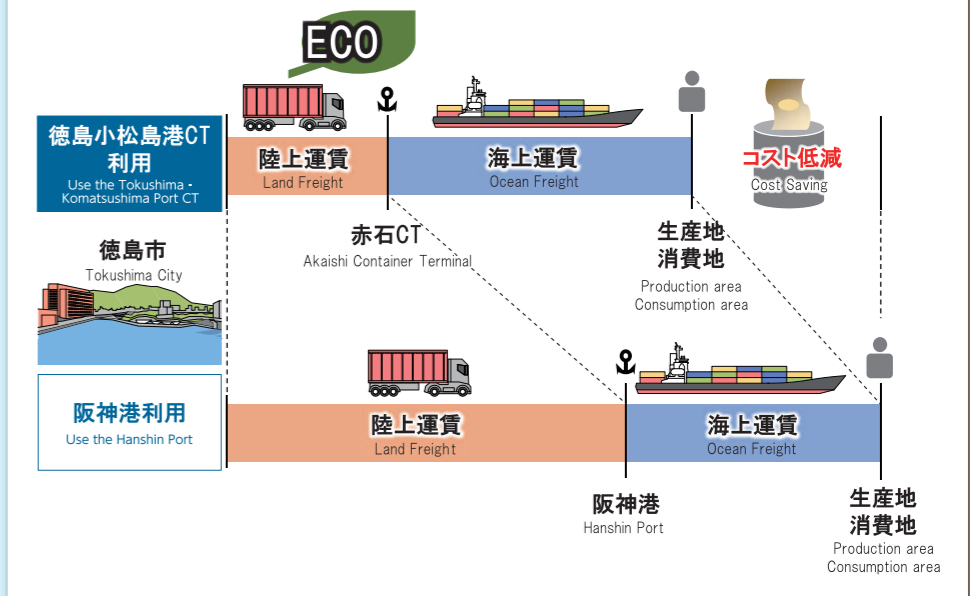 ECO
徳島小松島港CT
利用
Use the Tokushima -
Komatsushima Port CT
陸上運賃
Land Freight
海上運賃
Ocean Freight
コスト低減
Cost Saving
徳島市
Tokushima City
赤石CT
Akaishi Container Terminal
生産地
消費地
Production area
Consumption area
阪神港利用
Use the Hanshin Port
陸上運賃
Land Freight
海上運賃
Ocean Freight
阪神港
Hanshin Port
生産地
消費地
Production area
Consumption area